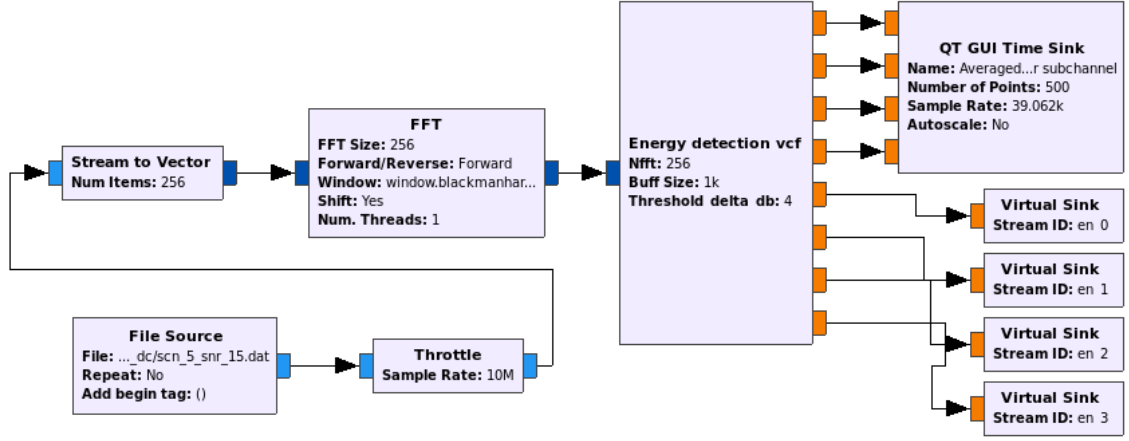 QT GUI Time Sink
Name: Averaged...r subchannel
Number of Points: 500
Sample Rate: 39.062k
Autoscale: No
FFT
FFT Size: 256
Forward/Reverse: Forward
Window: window.blackmanhar...
Shift: Yes
Num. Threads: 1
Stream to Vector
Num Items: 256
Energy detection vcf
Nfft: 256
Buff Size: 1k
Threshold delta db: 4
Virtual Sink
Stream ID: en 0
Virtual Sink
Stream ID: en 1
Virtual Sink
Stream ID: en 2
Virtual Sink
Stream ID: en 3
File Source
File: ..._dc/scn_5_snr_15.dat
Repeat: No
Add begin tag: ()
Throttle
Sample Rate: 10M